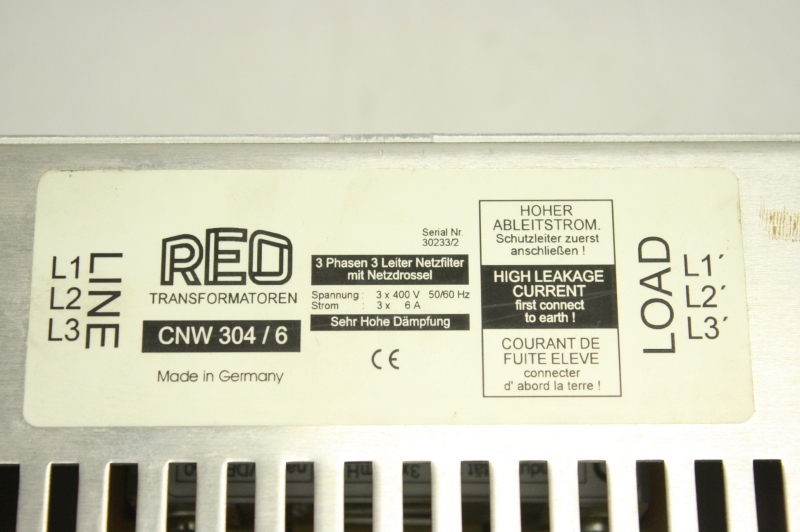 L1
L2
L3
LINE
REO
TRANSFORMATOREN
CNW 304 / 6
Made in Germany
Serial Nr.
30233/2
3 Phasen 3 Leiter Netzfilter
mit Netzdrossel
Spannung : 3 x 400 V 50/60 Hz
Strom : 3 x 6 A
Sehr Hohe Dämpfung
CE
HOHER
ABLEITSTROM.
Schutzleiter zuerst
anschließen !
HIGH LEAKAGE
CURRENT
first connect
to earth !
COURANT DE
FUITE ELEVE
connecter
d' abord la terre !
LOAD
L1´
L2´
L3´